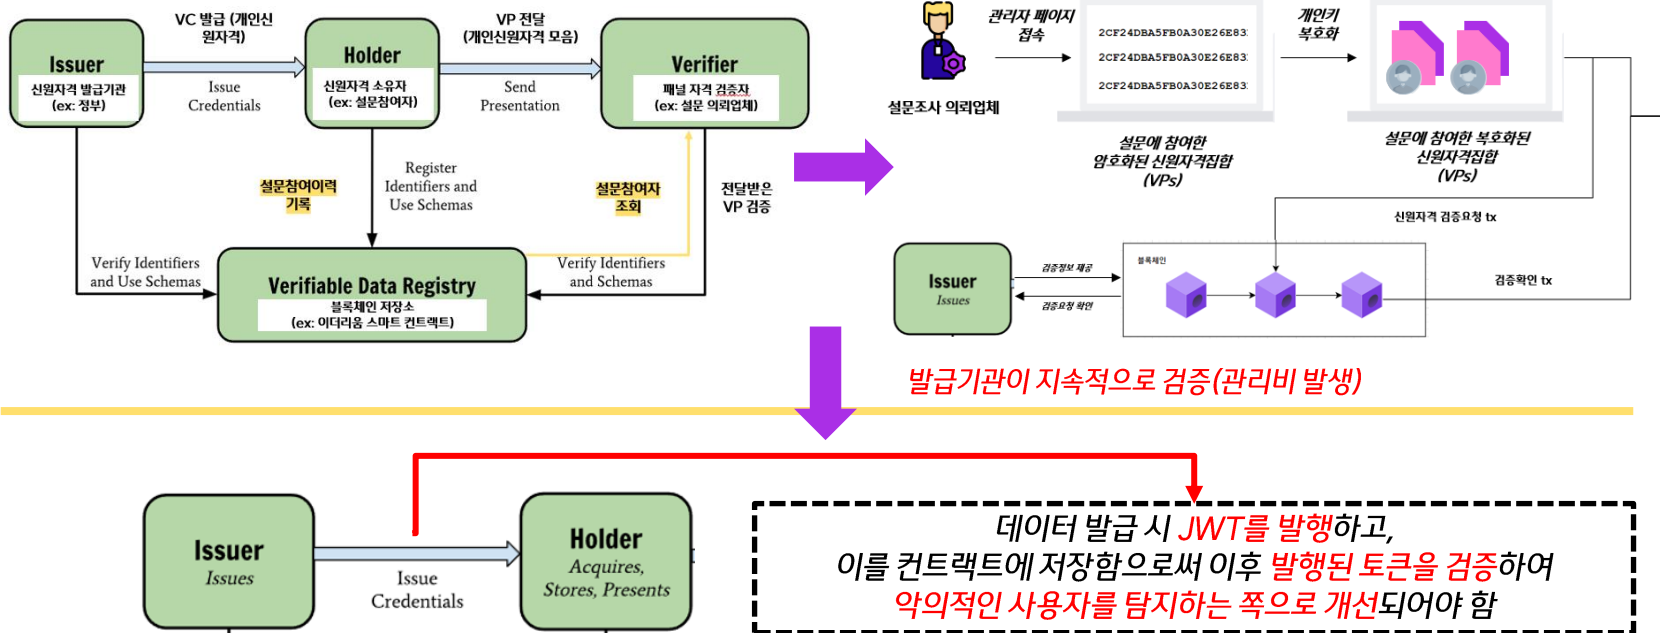 VC 발급 (개인신
원자격)
VP 전달
(개인신원자격 모음)
Issuer
신원자격 발급기관
(ex: 정부)
Issue
Credentials
Holder
신원자격 소유자
(ex: 설문참여자)
Send
Presentation
Verifier
패널 자격 검증자
(ex: 설문 의뢰업체)
설문참여이력
기록
Register
Identifiers and
Use Schemas
설문참여자
조회
전달받은
VP 검증
Verify Identifiers
and Use Schemas
Verifiable Data Registry
블록체인 저장소
(ex: 이더리움 스마트 컨트랙트)
Verify Identifiers
and Schemas
설문조사 의뢰업체
관리자 페이지
접속
2CF24DBA5FB0A30E26E83
2CF24DBA5FB0A30E26E83
2CF24DBA5FB0A30E26E83
설문에 참여한
암호화된 신원자격집합
(VPs)
개인키
복호화
설문에 참여한 복호화된
신원자격집합
(VPs)
신원자격 검증요청 tx
Issuer
Issues
검증정보 제공
검증요청 확인
블록체인
검증확인 tx
발급기관이 지속적으로 검증(관리비 발생)
Issuer
Issues
Issue
Credentials
Holder
Acquires,
Stores, Presents
데이터 발급 시 JWT를 발행하고,
이를 컨트랙트에 저장함으로써 이후 발행된 토큰을 검증하여
악의적인 사용자를 탐지하는 쪽으로 개선되어야 함